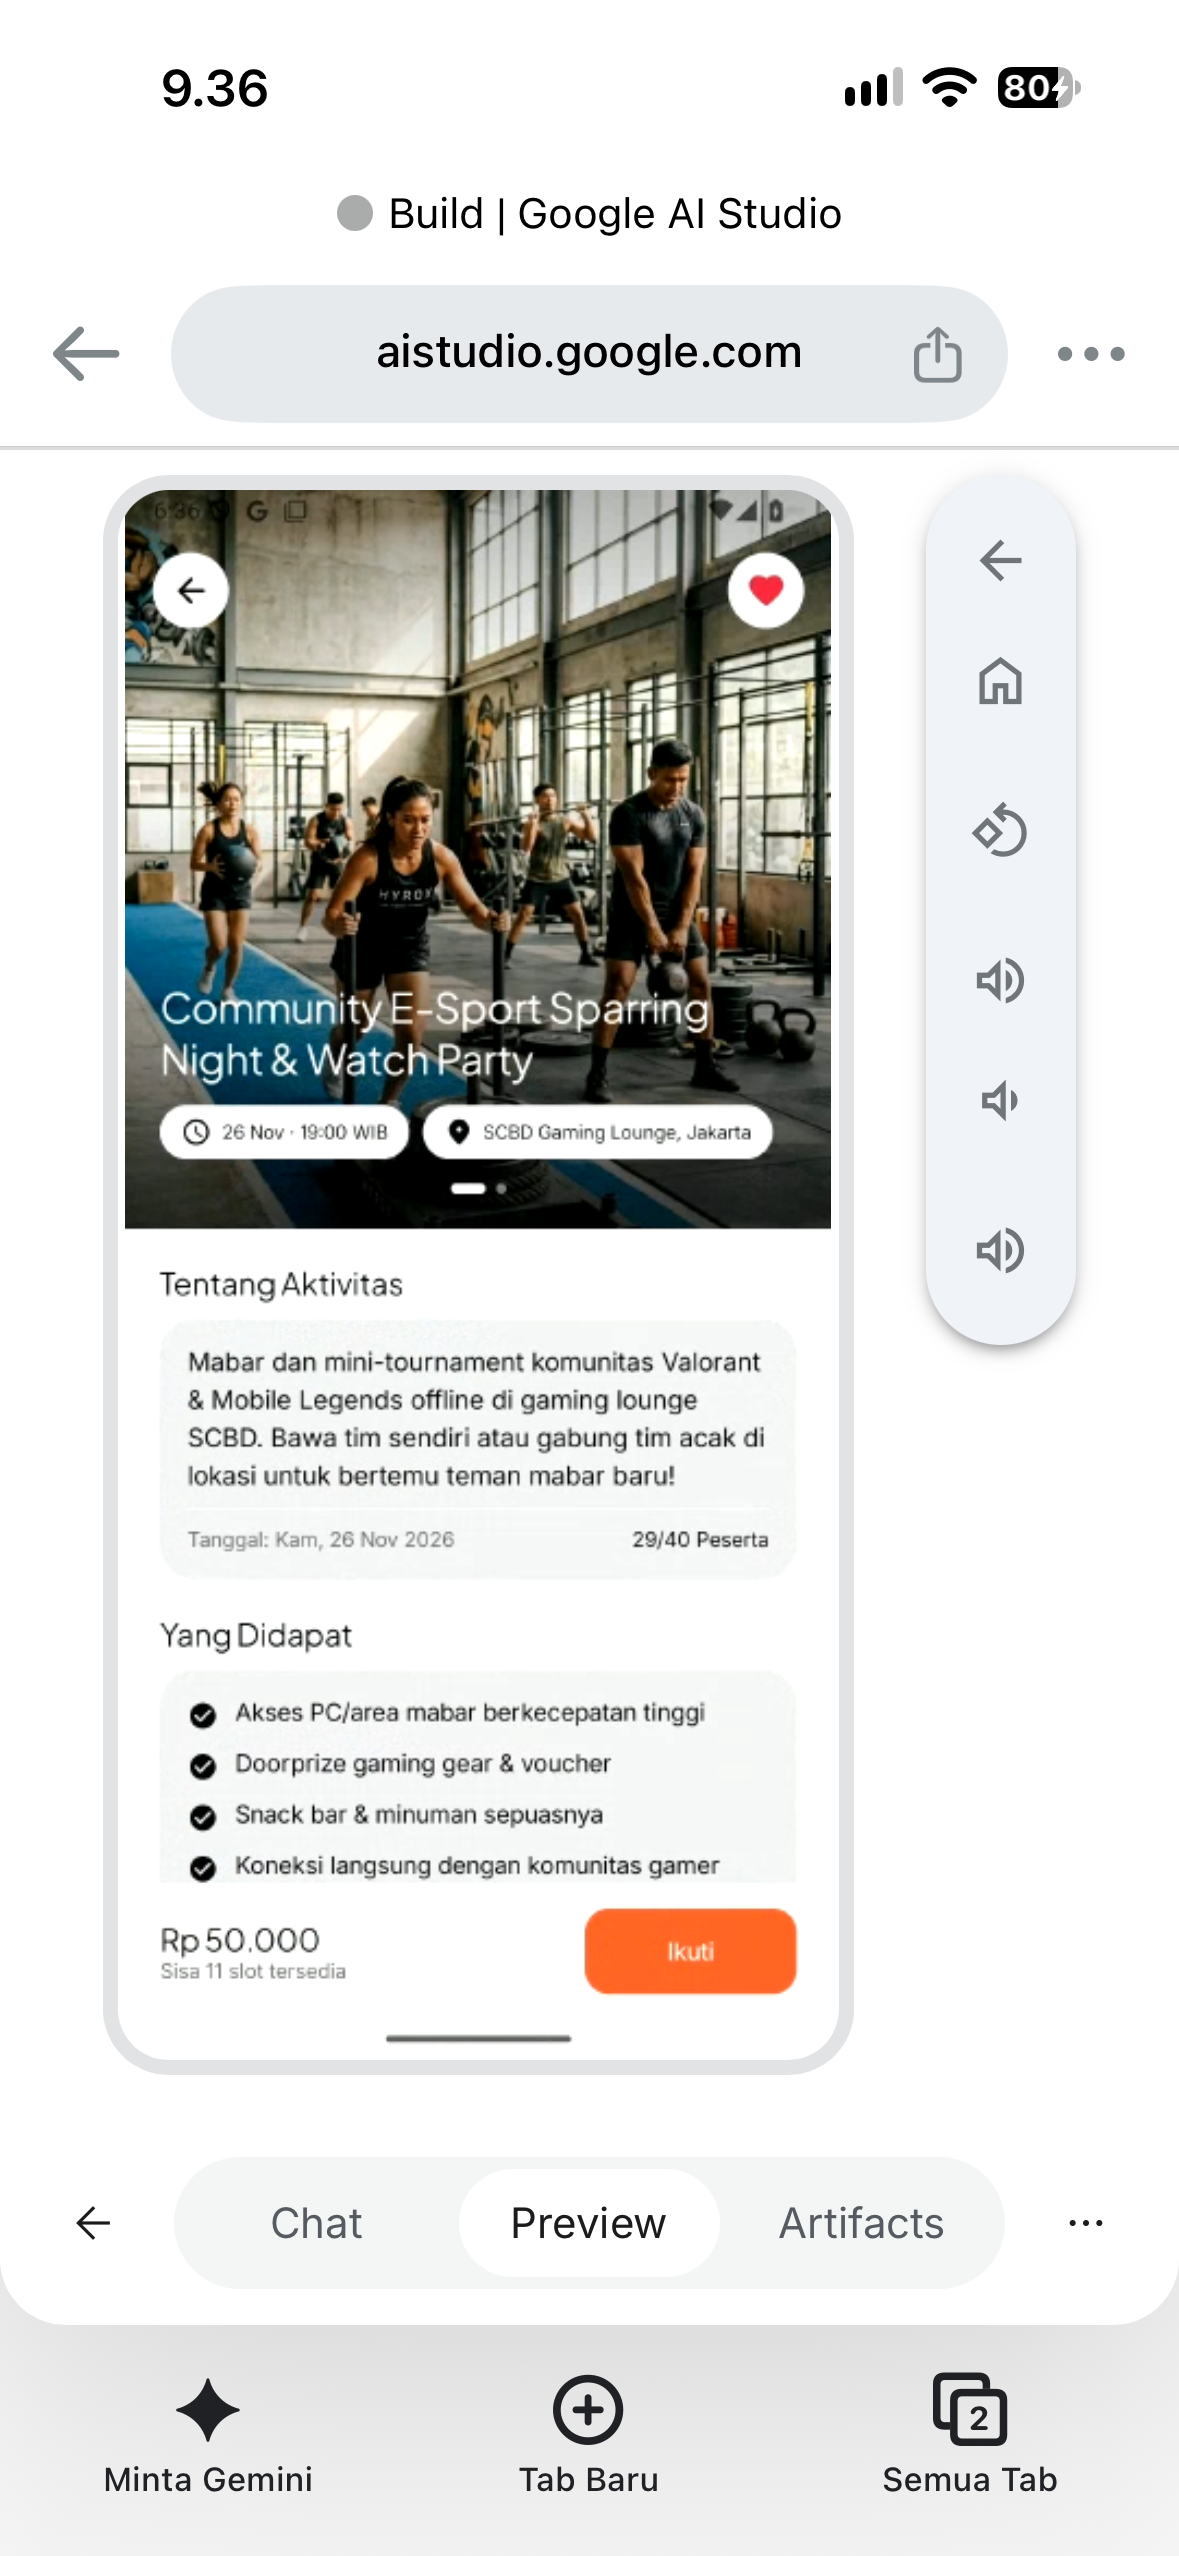 9.36
80
Build | Google AI Studio
aistudio.google.com
6:36
G
HYROX
Community E-Sport Sparring
Night & Watch Party
26 Nov · 19:00 WIB
SCBD Gaming Lounge, Jakarta
Tentang Aktivitas
Mabar dan mini-tournament komunitas Valorant
& Mobile Legends offline di gaming lounge
SCBD. Bawa tim sendiri atau gabung tim acak di
lokasi untuk bertemu teman mabar baru!
Tanggal: Kam, 26 Nov 2026
29/40 Peserta
Yang Didapat
Akses PC/area mabar berkecepatan tinggi
Doorprize gaming gear & voucher
Snack bar & minuman sepuasnya
Koneksi langsung dengan komunitas gamer
Rp 50.000
Sisa 11 slot tersedia
Ikuti
Chat
Preview
Artifacts
2
Minta Gemini
Tab Baru
Semua Tab